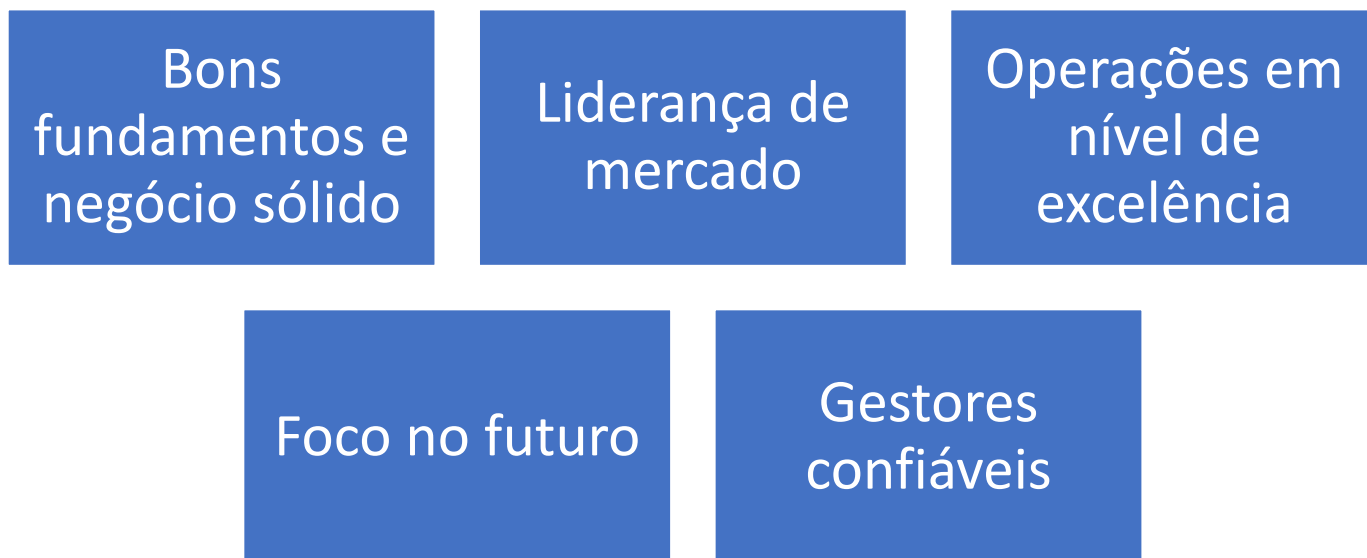 Bons
fundamentos e
negócio sólido
Liderança de
mercado
Operações em
nível de
excelência
Foco no futuro
Gestores
confiáveis